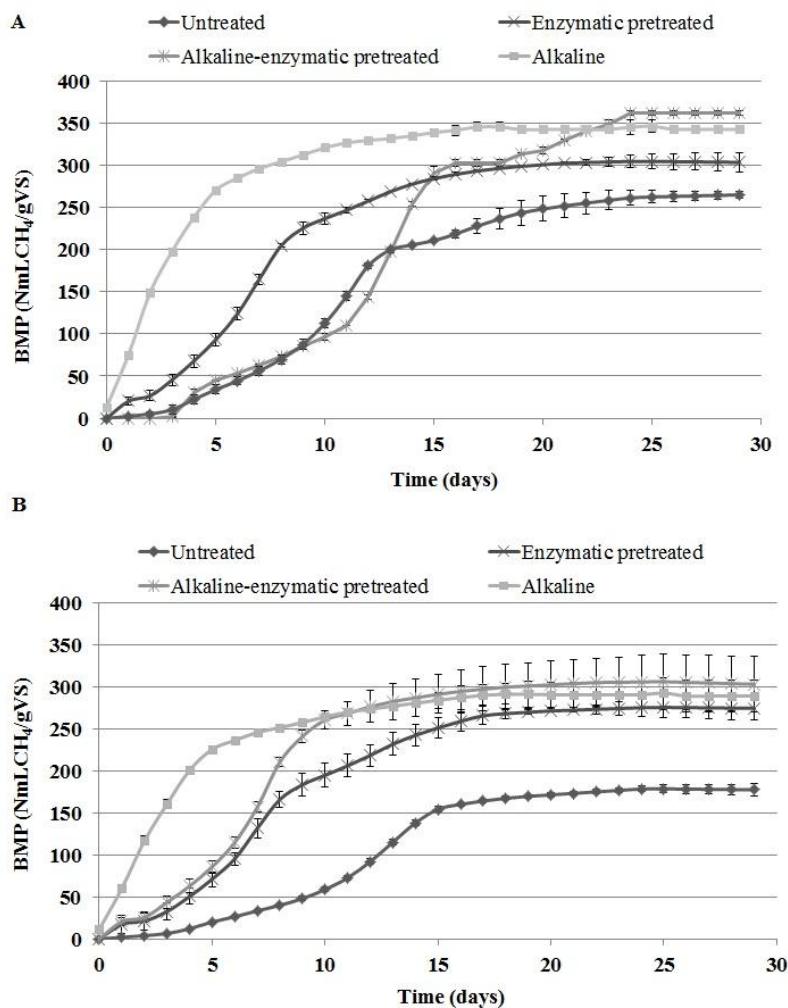 A
Untreated Enzymatic pretreated
Alkaline-enzymatic pretreated Alkaline
400
350
300
250
200
150
100
50
0
BMP (NmLCH₄/gVS)
0 5 10 15 20 25 30
Time (days)
B
Untreated Enzymatic pretreated
Alkaline-enzymatic pretreated Alkaline
400
350
300
250
200
150
100
50
0
BMP (NmLCH₄/gVS)
0 5 10 15 20 25 30
Time (days)